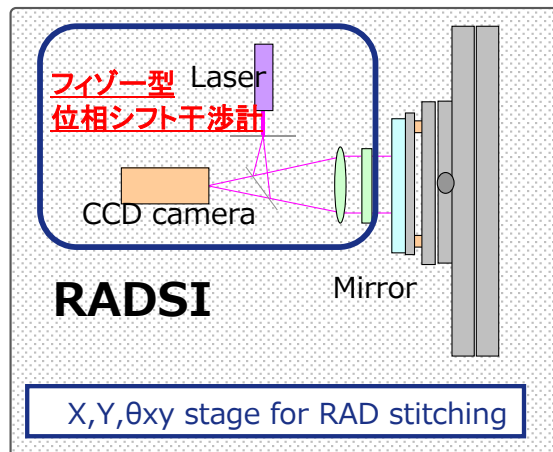 Laser
フィゾー型
位相シフト干渉計
CCD camera
RADSI
Mirror
X,Y,θxy stage for RAD stitching